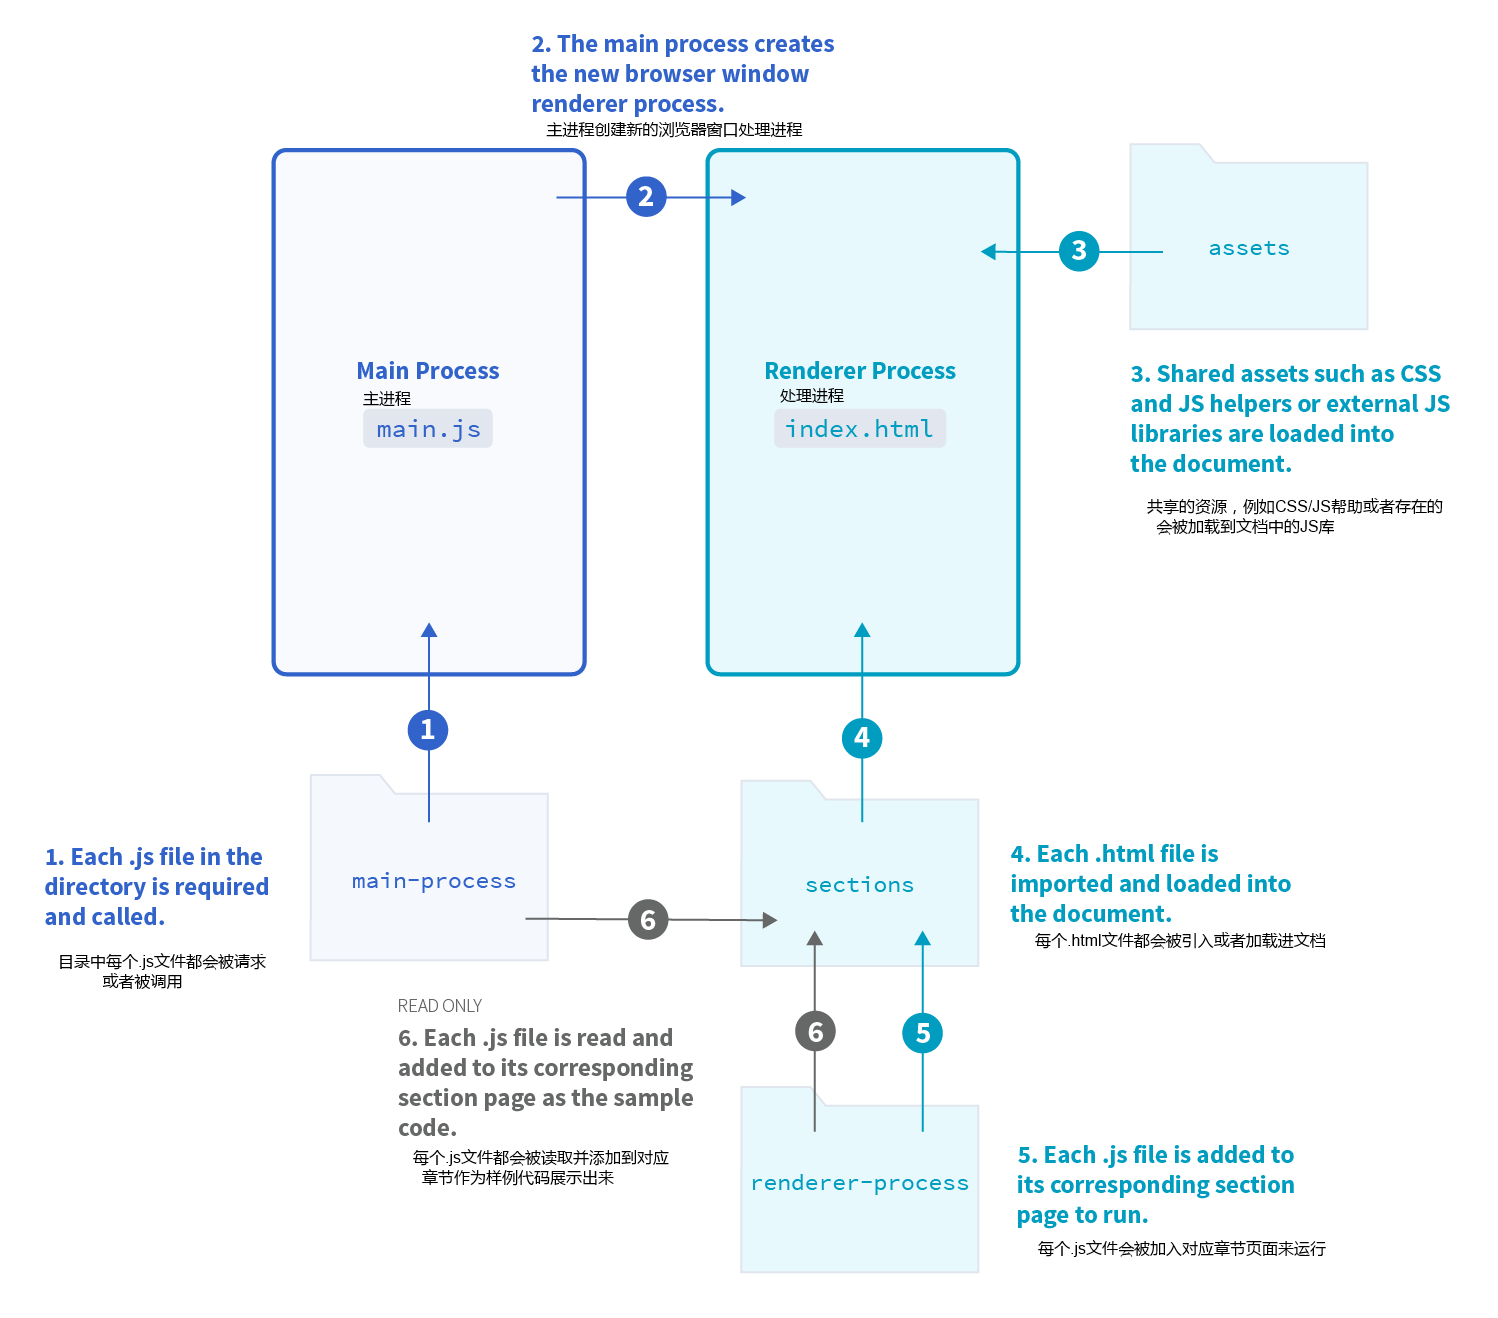 2. The main process creates
the new browser window
renderer process.
主进程创建新的浏览器窗口处理进程
2
3
assets
Main Process
主进程
main.js
Renderer Process
处理进程
index.html
3. Shared assets such as CSS
and JS helpers or external JS
libraries are loaded into
the document.
共享的资源，例如CSS/JS帮助或者存在的
会被加载到文档中的JS库
1
4
1. Each .js file in the
directory is required
and called.
目录中每个.js文件都会被请求
或者被调用
main-process
sections
6
4. Each .html file is
imported and loaded into
the document.
每个.html文件都会被引入或者加载进文档
READ ONLY
6. Each .js file is read and
added to its corresponding
section page as the sample
code.
每个.js文件都会被读取并添加到对应
章节作为样例代码展示出来
6
5
renderer-process
5. Each .js file is added to
its corresponding section
page to run.
每个.js文件会被加入对应章节页面来运行